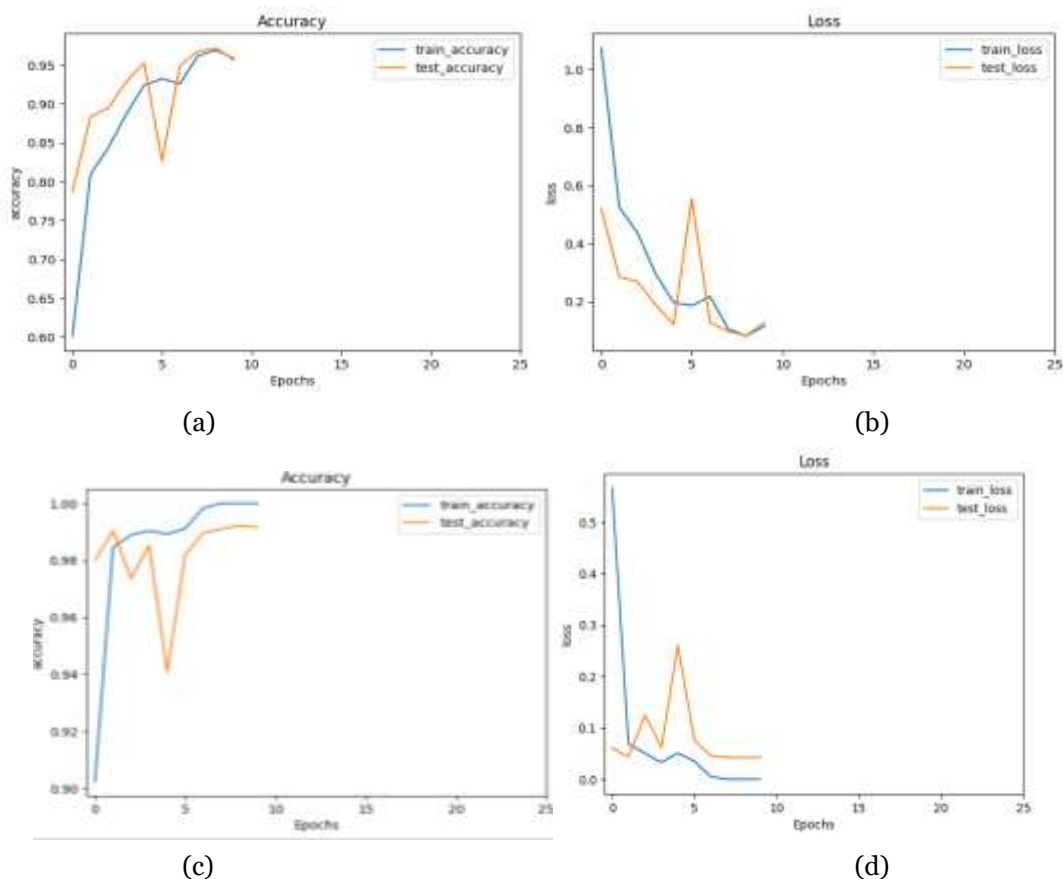 Accuracy
train_accuracy
test_accuracy
0.95
0.90
0.85
0.80
0.75
0.70
0.65
0.60
accuracy
0 5 10 15 20 25
Epochs
(a)
Loss
train_loss
test_loss
1.0
0.8
0.6
0.4
0.2
loss
0 5 10 15 20 25
Epochs
(b)
Accuracy
train_accuracy
test_accuracy
1.00
0.98
0.96
0.94
0.92
0.90
accuracy
0 5 10 15 20 25
Epochs
(c)
Loss
train_loss
test_loss
0.5
0.4
0.3
0.2
0.1
0.0
loss
0 5 10 15 20 25
Epochs
(d)